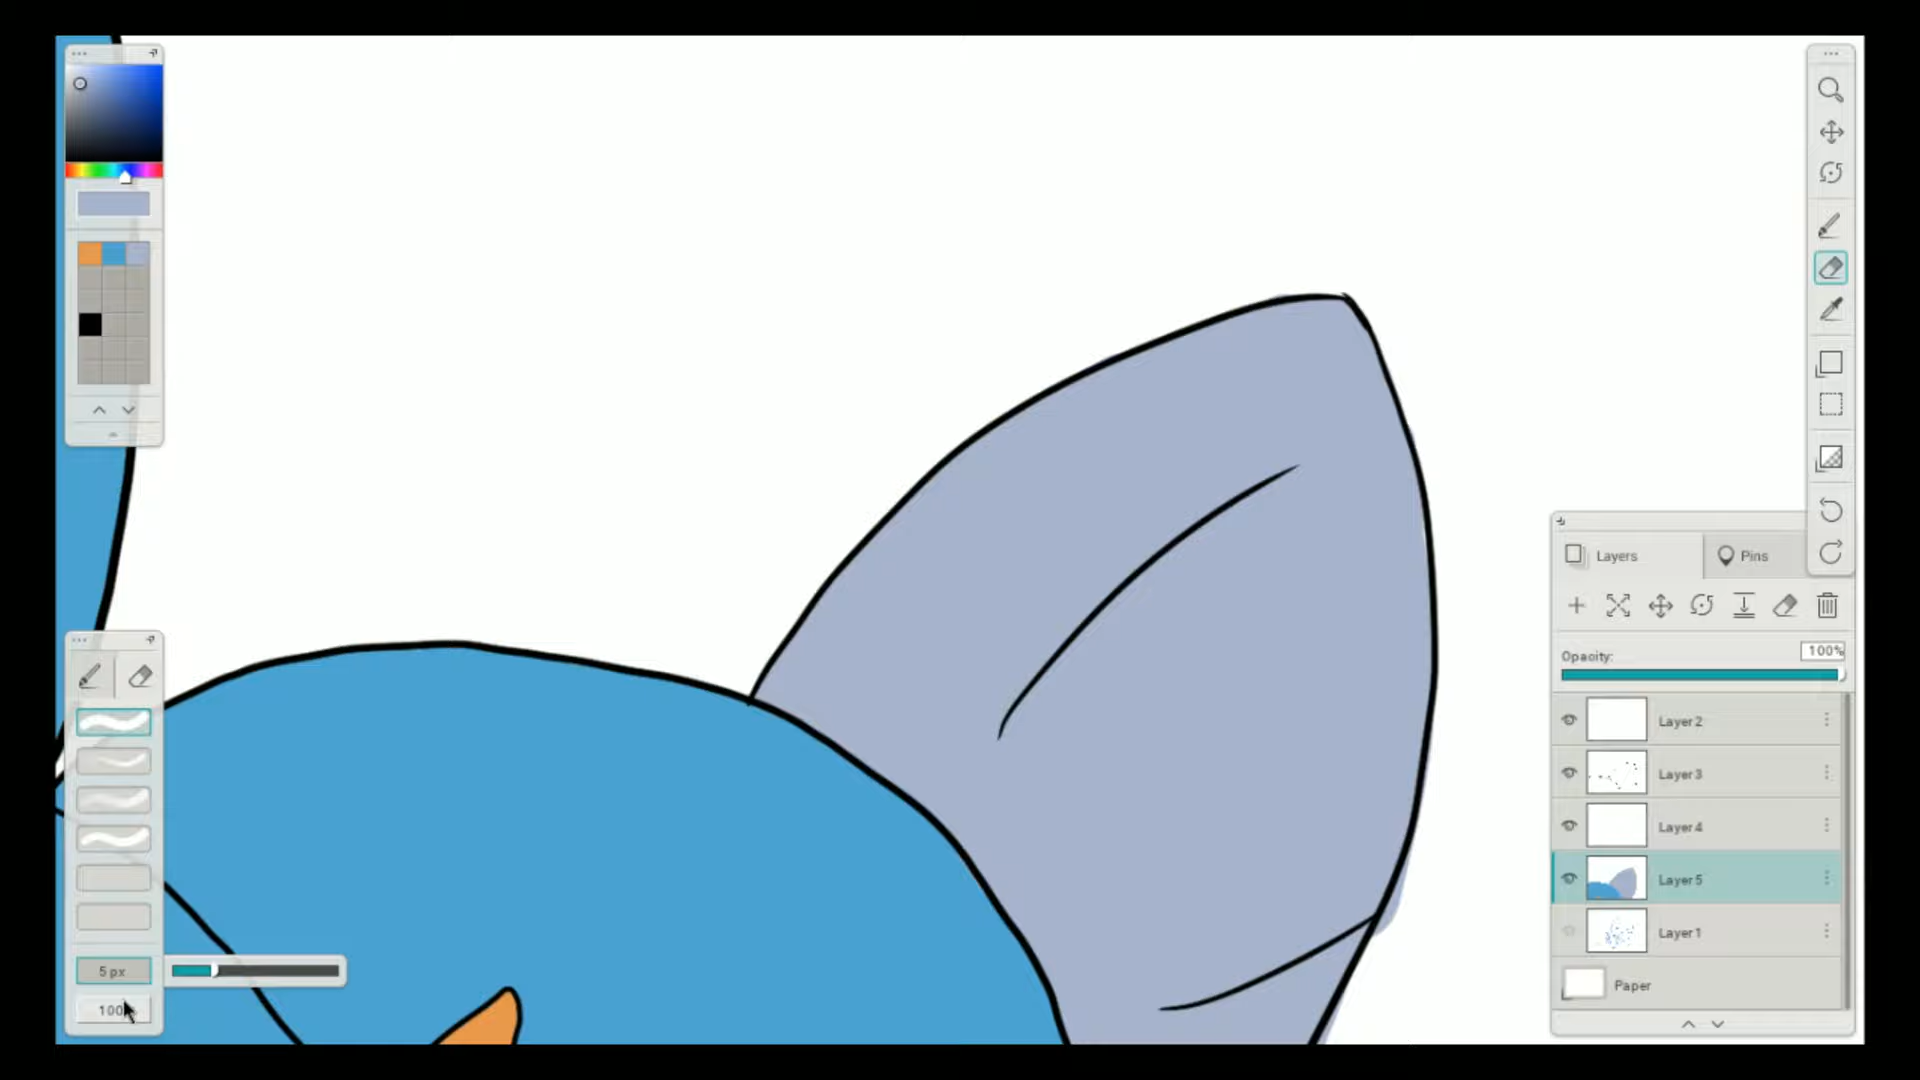 Layers
Pins
Opacity:
100%
Layer 2
Layer 3
Layer 4
Layer 5
Layer 1
Paper
5 px
100